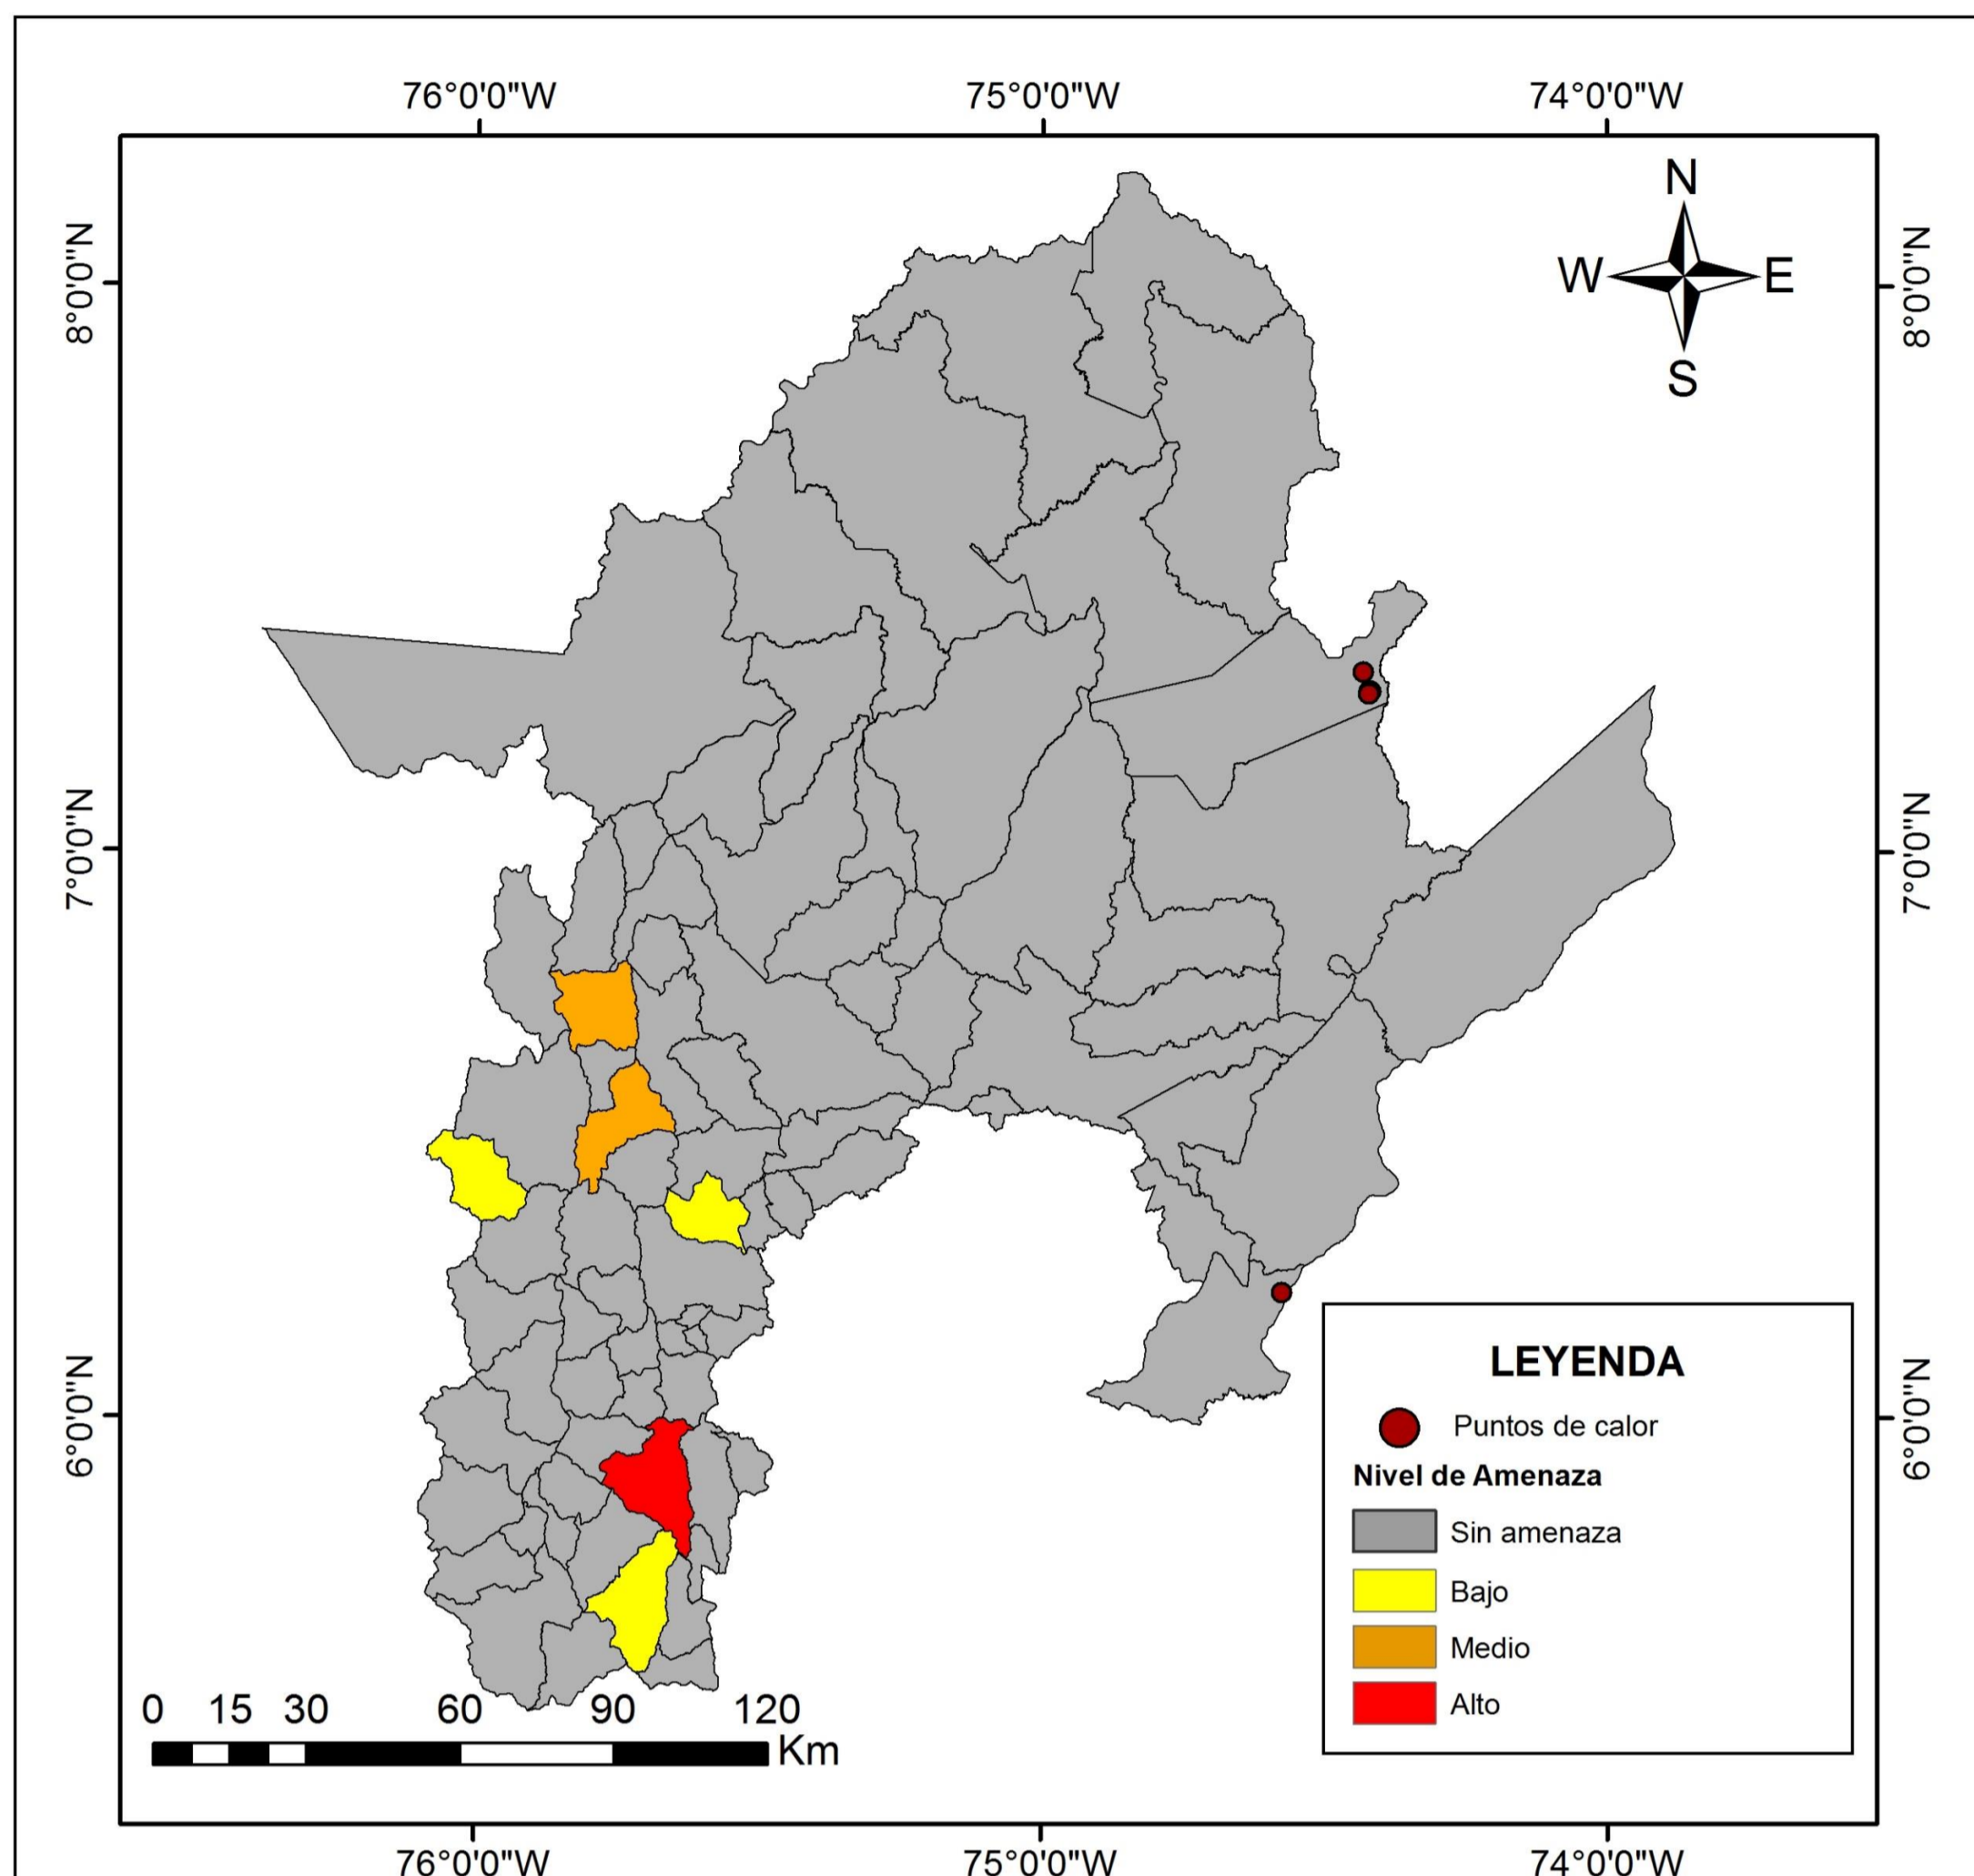 76°0'0"W 75°0'0"W 74°0'0"W
N
W E
S
8°0'0"N 8°0'0"N
7°0'0"N 7°0'0"N
6°0'0"N 6°0'0"N
LEYENDA
Puntos de calor
Nivel de Amenaza
Sin amenaza
Bajo
Medio
Alto
0 15 30 60 90 120
Km
76°0'0"W 75°0'0"W 74°0'0"W